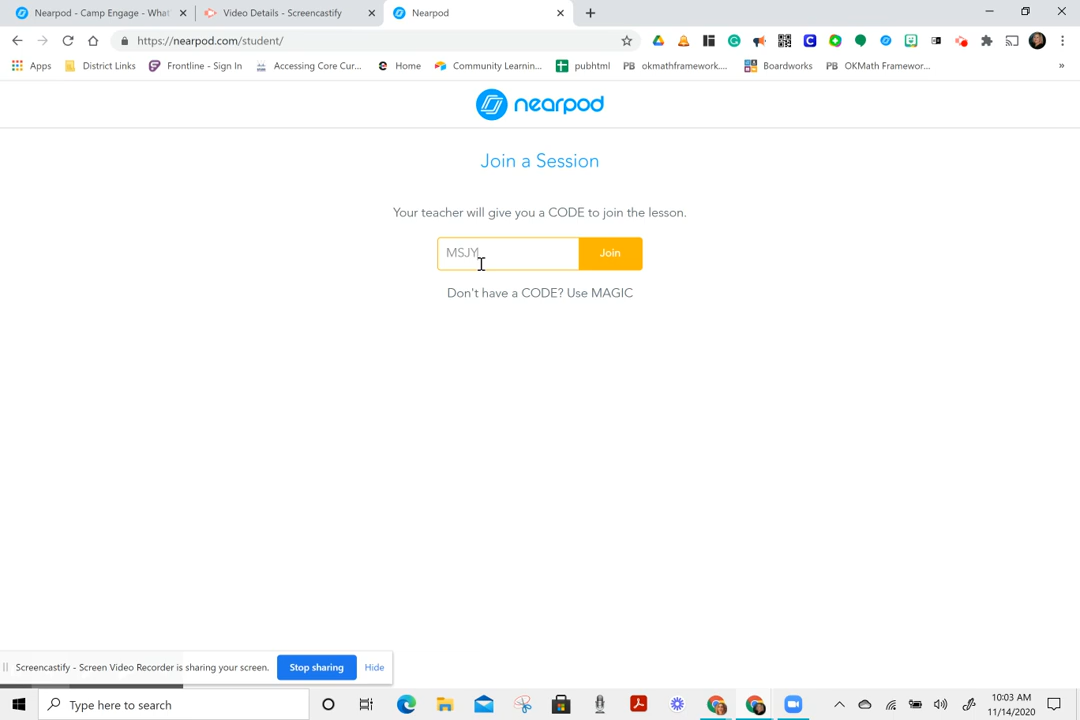 Nearpod - Camp Engage - What'
Video Details - Screencastify
Nearpod
https://nearpod.com/student/
Apps
District Links
Frontline - Sign In
Accessing Core Cur...
Home
Community Learnin...
pubhtml
PB okmathframework....
Boardworks
PB OKMath Framewor...
»
nearpod
Join a Session
Your teacher will give you a CODE to join the lesson.
MSJY
Join
Don't have a CODE? Use MAGIC
Screencastify - Screen Video Recorder is sharing your screen.
Stop sharing
Hide
Type here to search
10:03 AM
11/14/2020